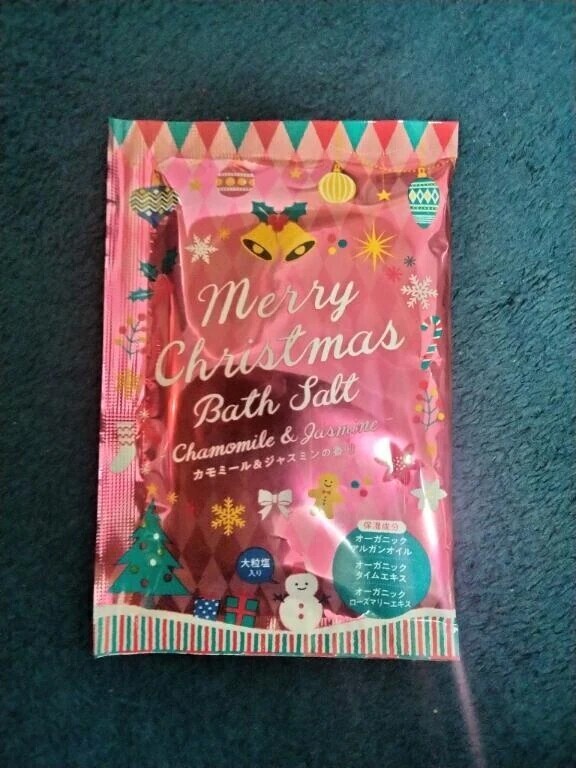 Merry
Christmas
Bath Salt
- Chamomile & Jasmine -
カモミール&ジャスミンの香り
保湿成分
オーガニック
アルガンオイル
オーガニック
タイムエキス
オーガニック
ローズマリーエキス
大粒塩
入り